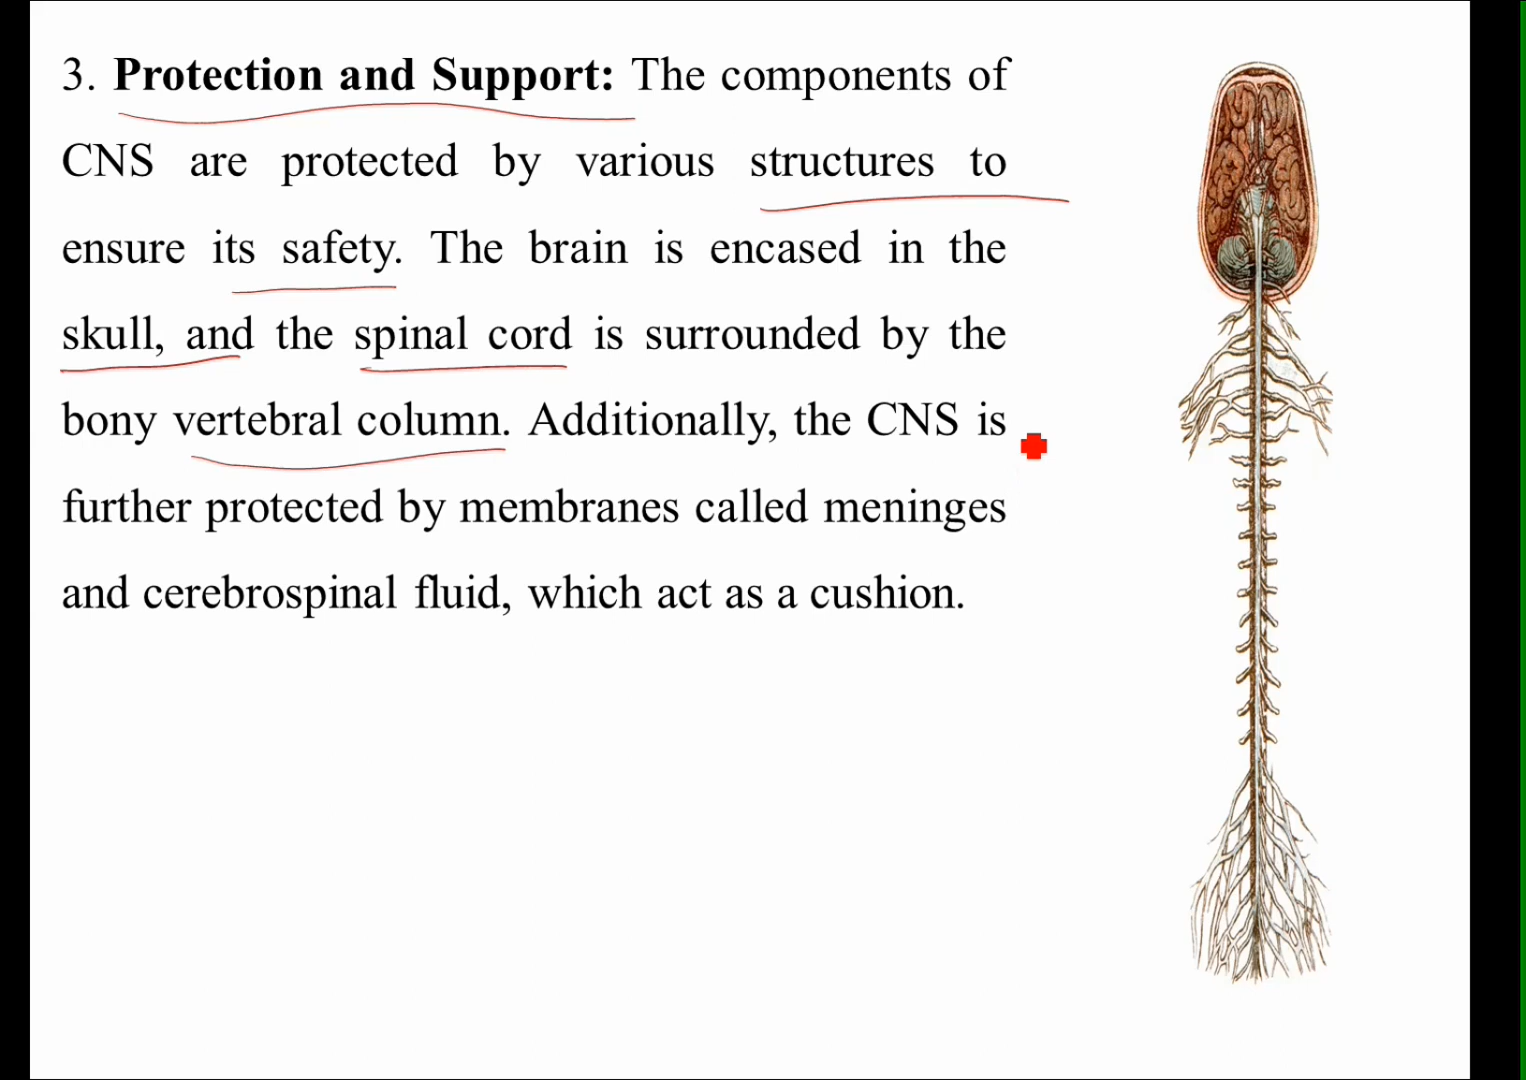 3. Protection and Support: The components of
CNS are protected by various structures to
ensure its safety. The brain is encased in the
skull, and the spinal cord is surrounded by the
bony vertebral column. Additionally, the CNS is
further protected by membranes called meninges
and cerebrospinal fluid, which act as a cushion.